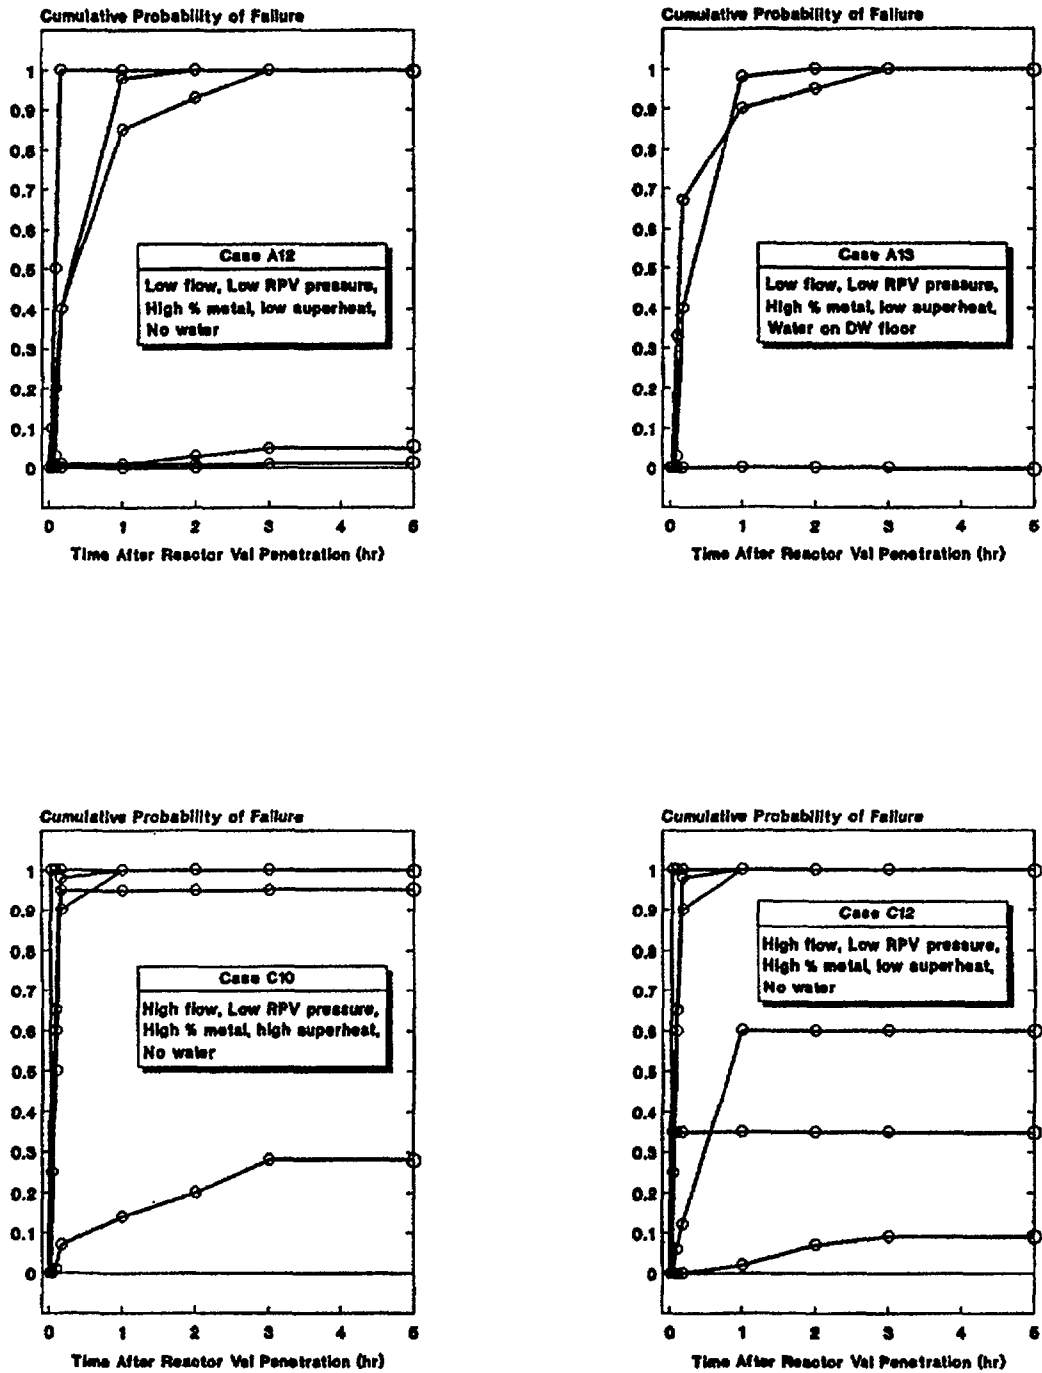 Cumulative Probability of Failure
1
0.9
0.8
0.7
0.6
0.5
0.4
0.3
0.2
0.1
0
0 1 2 3 4 5
Time After Reactor Vsl Penetration (hr)
Case A12
Low flow, Low RPV pressure,
High % metal, low superheat,
No water
Cumulative Probability of Failure
1
0.9
0.8
0.7
0.6
0.5
0.4
0.3
0.2
0.1
0
0 1 2 3 4 5
Time After Reactor Vsl Penetration (hr)
Case A13
Low flow, Low RPV pressure,
High % metal, low superheat,
Water on DW floor
Cumulative Probability of Failure
1
0.9
0.8
0.7
0.6
0.5
0.4
0.3
0.2
0.1
0
0 1 2 3 4 5
Time After Reactor Vsl Penetration (hr)
Case C10
High flow, Low RPV pressure,
High % metal, high superheat,
No water
Cumulative Probability of Failure
1
0.9
0.8
0.7
0.6
0.5
0.4
0.3
0.2
0.1
0
0 1 2 3 4 5
Time After Reactor Vsl Penetration (hr)
Case C12
High flow, Low RPV pressure,
High % metal, low superheat,
No water